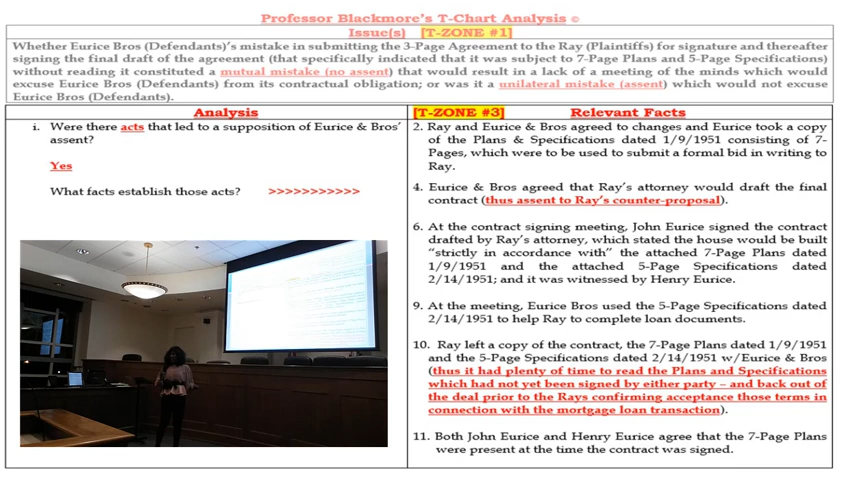 Professor Blackmore's T-Chart Analysis ©
Issue(s) [T-ZONE #1]
Whether Eurice Bros (Defendants)'s mistake in submitting the 3-Page Agreement to the Ray (Plaintiffs) for signature and thereafter
signing the final draft of the agreement (that specifically indicated that it was subject to 7-Page Plans and 5-Page Specifications)
without reading it constituted a mutual mistake (no assent) that would result in a lack of a meeting of the minds which would
excuse Eurice Bros (Defendants) from its contractual obligation; or was it a unilateral mistake (assent) which would not excuse
Eurice Bros (Defendants).
Analysis
i. Were there acts that led to a supposition of Eurice & Bros'
assent?
Yes
What facts establish those acts? >>>>>>>>>>>
[T-ZONE #3] Relevant Facts
2. Ray and Eurice & Bros agreed to changes and Eurice took a copy
of the Plans & Specifications dated 1/9/1951 consisting of 7-
Pages, which were to be used to submit a formal bid in writing to
Ray.
4. Eurice & Bros agreed that Ray's attorney would draft the final
contract (thus assent to Ray's counter-proposal).
6. At the contract signing meeting, John Eurice signed the contract
drafted by Ray's attorney, which stated the house would be built
"strictly in accordance with" the attached 7-Page Plans dated
1/9/1951 and the attached 5-Page Specifications dated
2/14/1951; and it was witnessed by Henry Eurice.
9. At the meeting, Eurice Bros used the 5-Page Specifications dated
2/14/1951 to help Ray to complete loan documents.
10. Ray left a copy of the contract, the 7-Page Plans dated 1/9/1951
and the 5-Page Specifications dated 2/14/1951 w/Eurice & Bros
(thus it had plenty of time to read the Plans and Specifications
which had not yet been signed by either party – and back out of
the deal prior to the Rays confirming acceptance those terms in
connection with the mortgage loan transaction).
11. Both John Eurice and Henry Eurice agree that the 7-Page Plans
were present at the time the contract was signed.